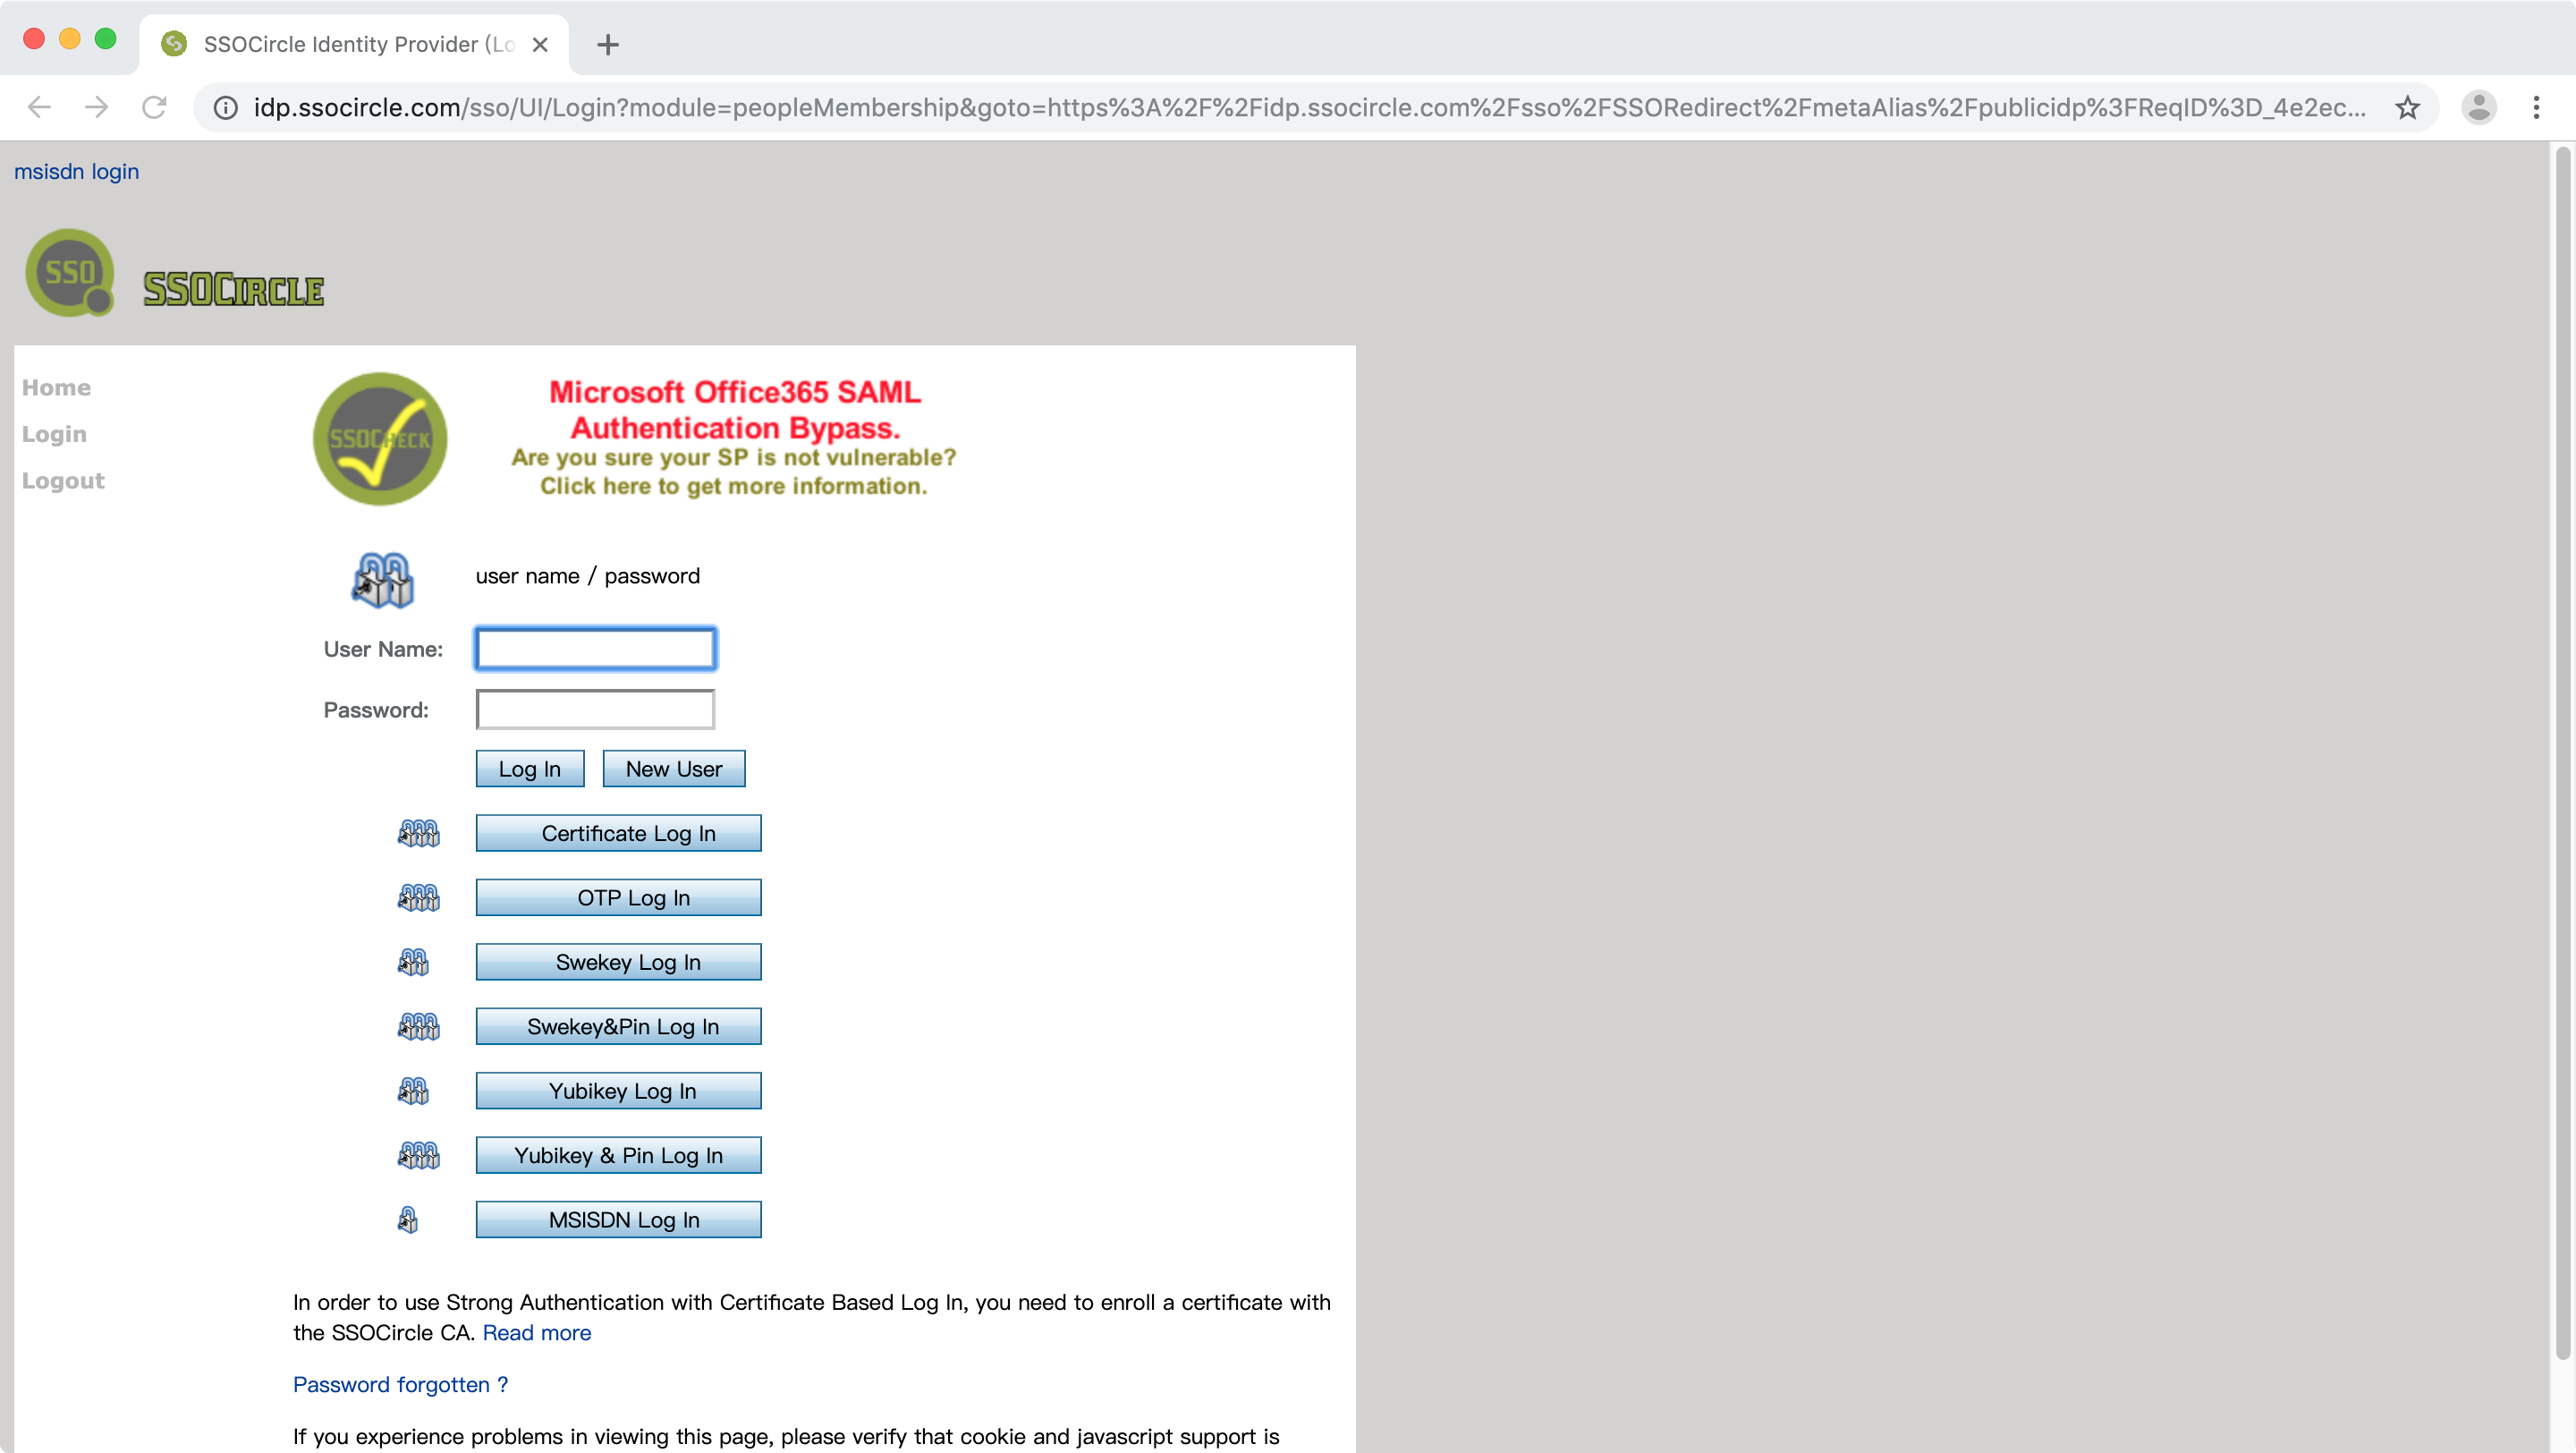 SSOCircle Identity Provider (Lo
idp.ssocircle.com/sso/UI/Login?module=peopleMembership&goto=https%3A%2F%2Fidp.ssocircle.com%2Fsso%2FSSORedirect%2FmetaAlias%2Fpublicidp%3FReqID%3D_4e2ec...
msisdn login
SSO
SSOCIRCLE
Home
Login
Logout
SSOCHECK
Microsoft Office365 SAML
Authentication Bypass.
Are you sure your SP is not vulnerable?
Click here to get more information.
user name / password
User Name:
Password:
Log In New User
Certificate Log In
OTP Log In
Swekey Log In
Swekey&Pin Log In
Yubikey Log In
Yubikey & Pin Log In
MSISDN Log In
In order to use Strong Authentication with Certificate Based Log In, you need to enroll a certificate with
the SSOCircle CA. Read more
Password forgotten ?
If you experience problems in viewing this page, please verify that cookie and javascript support is